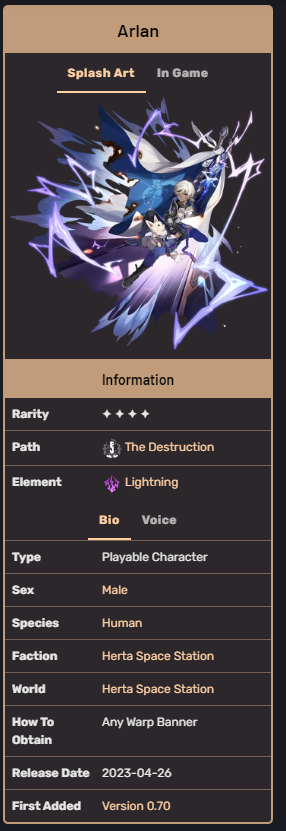 Arlan
Splash Art In Game
Information
Rarity
Path The Destruction
Element Lightning
Bio Voice
Type Playable Character
Sex Male
Species Human
Faction Herta Space Station
World Herta Space Station
How To Any Warp Banner
Obtain
Release Date 2023-04-26
First Added Version 0.70